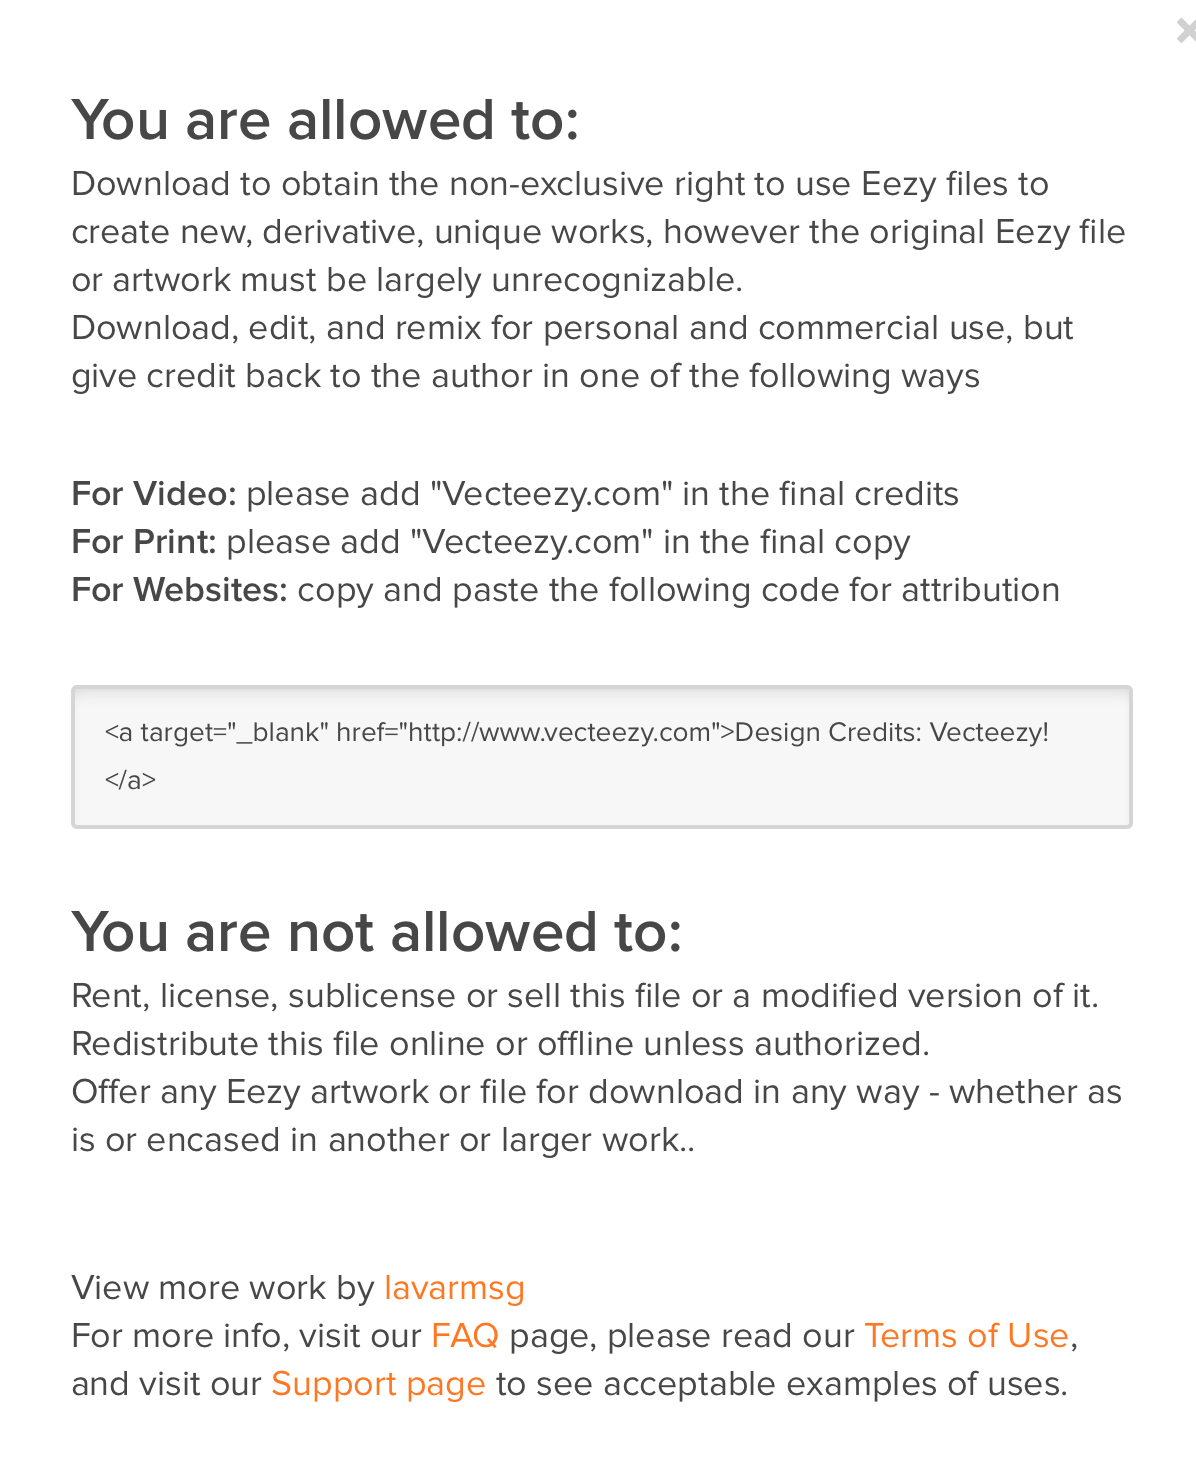 You are allowed to:
Download to obtain the non-exclusive right to use Eezy files to
create new, derivative, unique works, however the original Eezy file
or artwork must be largely unrecognizable.
Download, edit, and remix for personal and commercial use, but
give credit back to the author in one of the following ways
For Video: please add "Vecteezy.com" in the final credits
For Print: please add "Vecteezy.com" in the final copy
For Websites: copy and paste the following code for attribution
<a target="_blank" href="http://www.vecteezy.com">Design Credits: Vecteezy!
</a>
You are not allowed to:
Rent, license, sublicense or sell this file or a modified version of it.
Redistribute this file online or offline unless authorized.
Offer any Eezy artwork or file for download in any way - whether as
is or encased in another or larger work..
View more work by lavarmsg
For more info, visit our FAQ page, please read our Terms of Use,
and visit our Support page to see acceptable examples of uses.